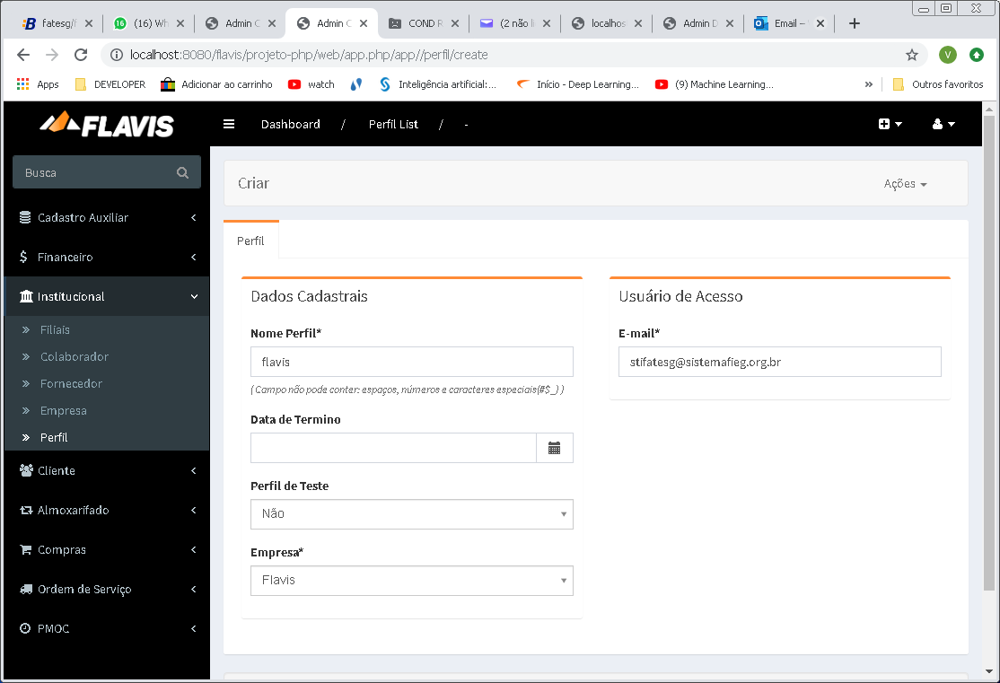 fatesg/f
(16) Wh
Admin C
Admin C
COND R
(2 não li
localhos
Admin D
Email –
localhost:8080/flavis/projeto-php/web/app.php/app//perfil/create
V
Apps
DEVELOPER
Adicionar ao carrinho
watch
Inteligência artificial:...
Início - Deep Learning...
(9) Machine Learning...
»
Outros favoritos
FLAVIS
Dashboard / Perfil List / -
Busca
Criar
Ações
Cadastro Auxiliar
Financeiro
Institucional
Filiais
Colaborador
Fornecedor
Empresa
Perfil
Cliente
Almoxarifado
Compras
Ordem de Serviço
PMOC
Perfil
Dados Cadastrais
Nome Perfil*
flavis
( Campo não pode conter: espaços, números e caracteres especiais(#$_) )
Data de Termino
Perfil de Teste
Não
Empresa*
Flavis
Usuário de Acesso
E-mail*
stifatesg@sistemafieg.org.br